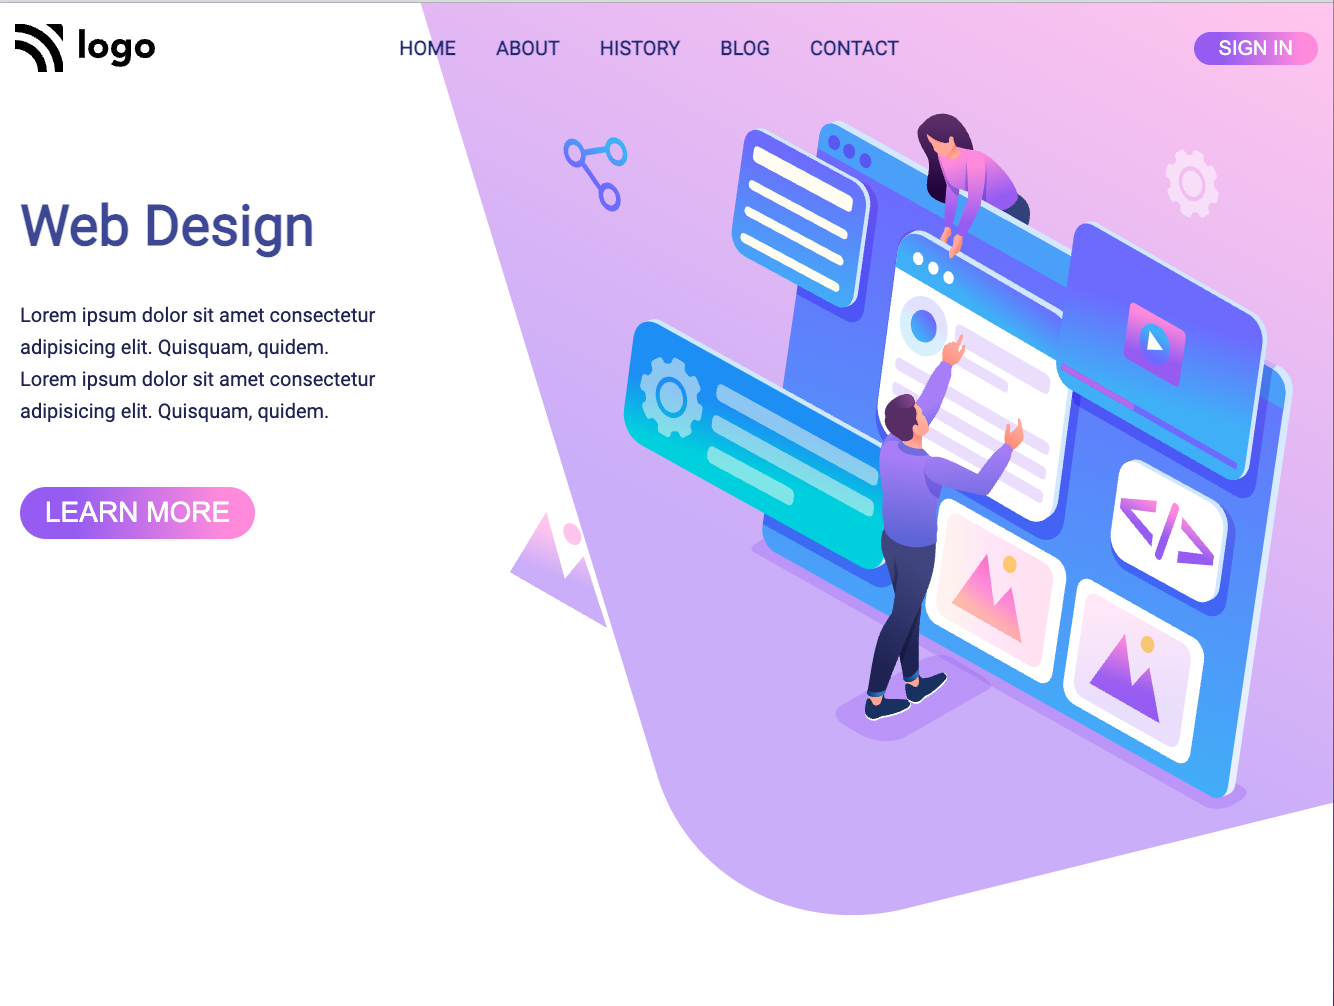 logo
HOME
ABOUT
HISTORY
BLOG
CONTACT
SIGN IN
Web Design
Lorem ipsum dolor sit amet consectetur
adipisicing elit. Quisquam, quidem.
Lorem ipsum dolor sit amet consectetur
adipisicing elit. Quisquam, quidem.
LEARN MORE
</>